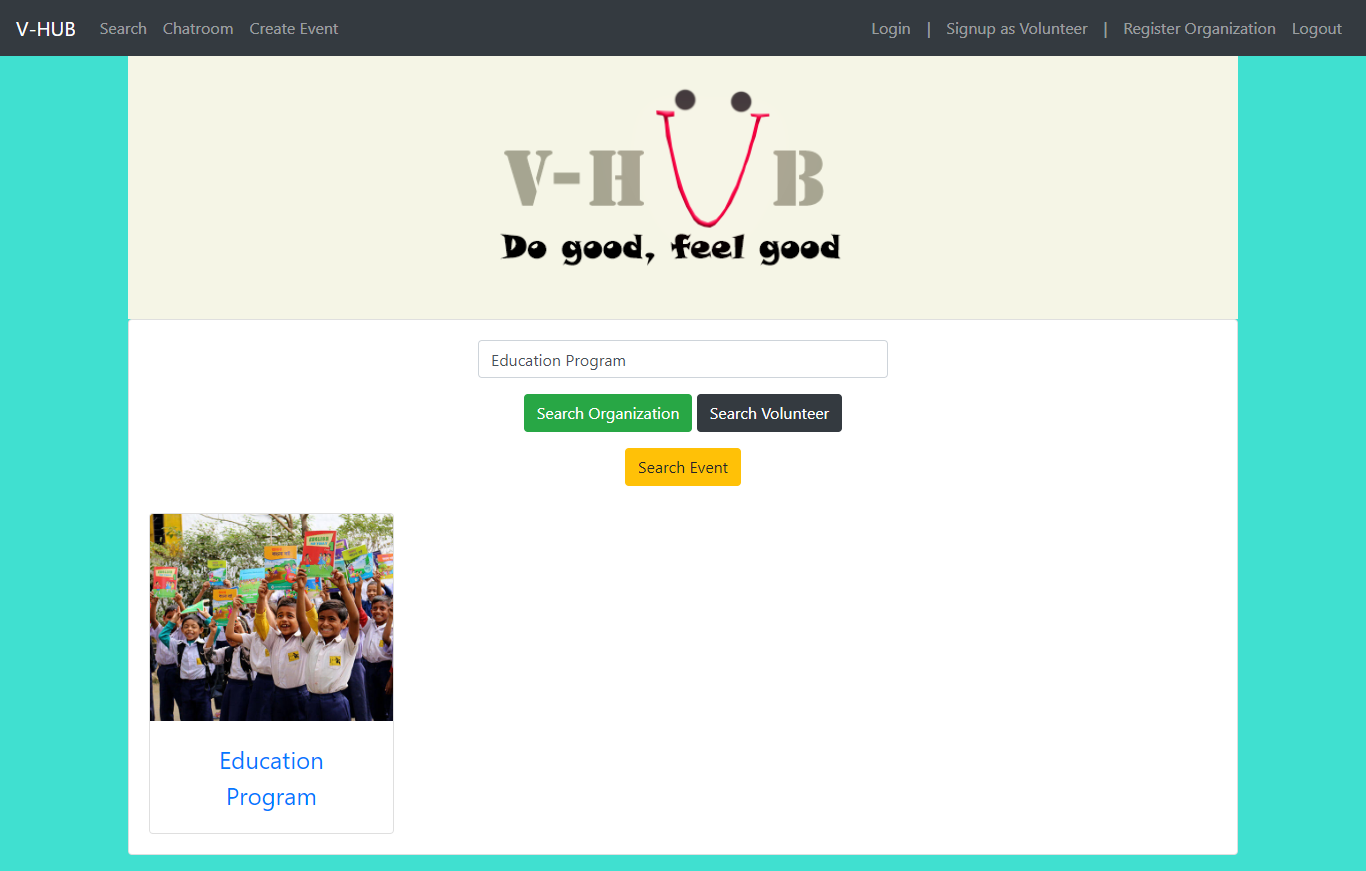 V-HUB Search Chatroom Create Event Login | Signup as Volunteer | Register Organization Logout
V-HUB
Do good, feel good
Education Program
Search Organization Search Volunteer
Search Event
ENGLISH
Education
Program